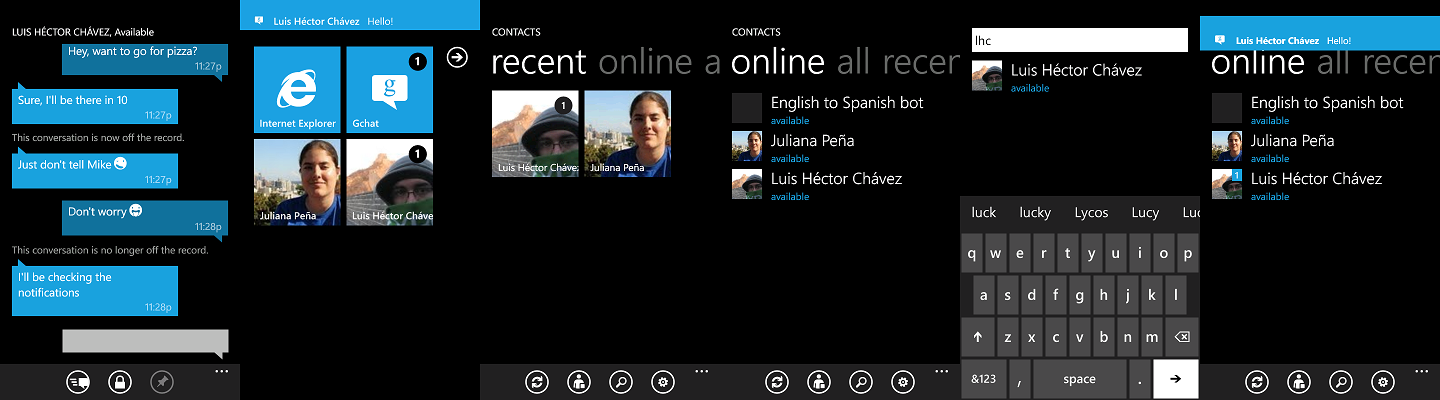 LUIS HÉCTOR CHÁVEZ, Available
Hey, want to go for pizza?
11:27p
Sure, I'll be there in 10
11:27p
This conversation is now off the record.
Just don't tell Mike
11:27p
Don't worry
11:28p
This conversation is no longer off the record.
I'll be checking the
notifications
11:28p
Luis Héctor Chávez Hello!
1
g
Internet Explorer
Gchat
1
Juliana Peña
Luis Héctor Cháve
CONTACTS
recent online a
1
Luis Héctor Cháve
Juliana Peña
CONTACTS
online all recen
English to Spanish bot
available
Juliana Peña
available
Luis Héctor Chávez
available
lhc
Luis Héctor Chávez
available
luck lucky Lycos Lucy Luc
q w e r t y u i o p
a s d f g h j k l
z x c v b n m
&123 , space .
Luis Héctor Chávez Hello!
online all recen
English to Spanish bot
available
Juliana Peña
available
1
Luis Héctor Chávez
available